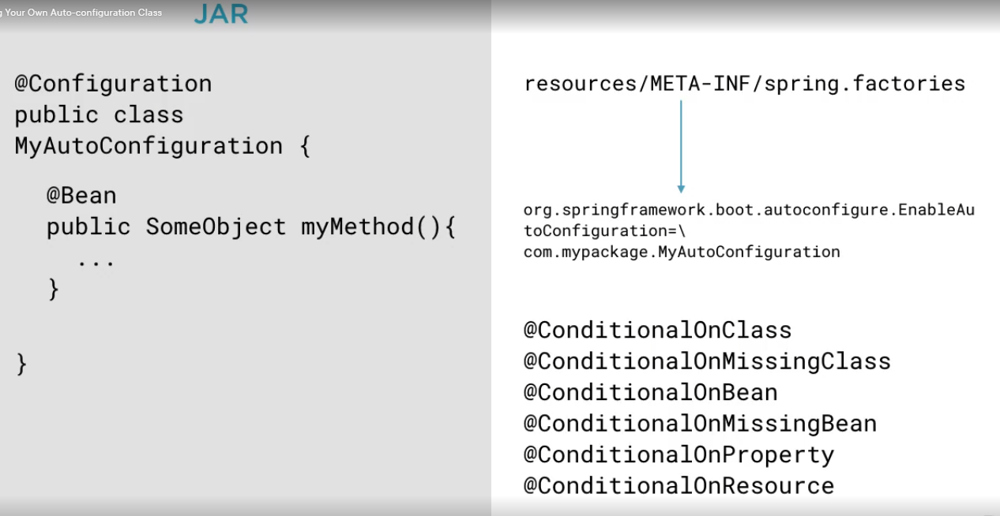 Your Own Auto-configuration Class
JAR
@Configuration
public class
MyAutoConfiguration {
@Bean
public SomeObject myMethod(){
...
}
}
resources/META-INF/spring.factories
org.springframework.boot.autoconfigure.EnableAu
toConfiguration=\
com.mypackage.MyAutoConfiguration
@ConditionalOnClass
@ConditionalOnMissingClass
@ConditionalOnBean
@ConditionalOnMissingBean
@ConditionalOnProperty
@ConditionalOnResource